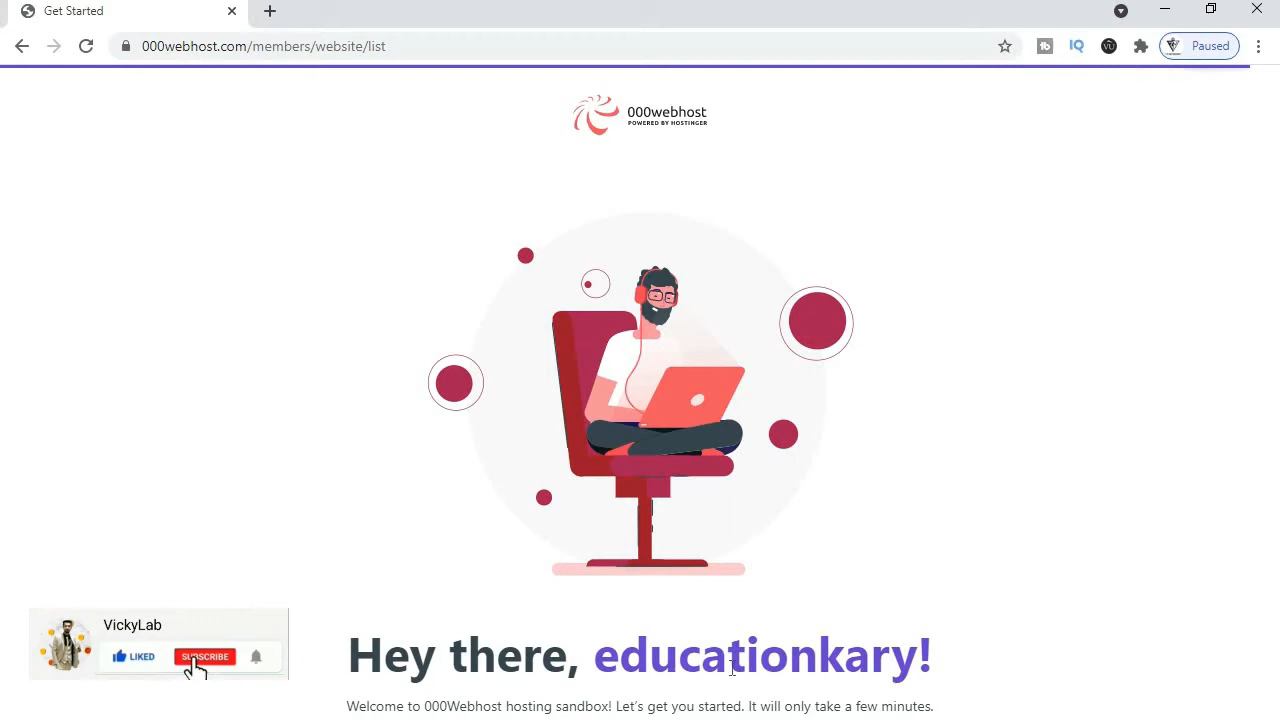 Get Started
000webhost.com/members/website/list
Paused
000webhost
POWERED BY HOSTINGER
VickyLab
LIKED
SUBSCRIBE
Hey there, educationkary!
Welcome to 000Webhost hosting sandbox! Let's get you started. It will only take a few minutes.